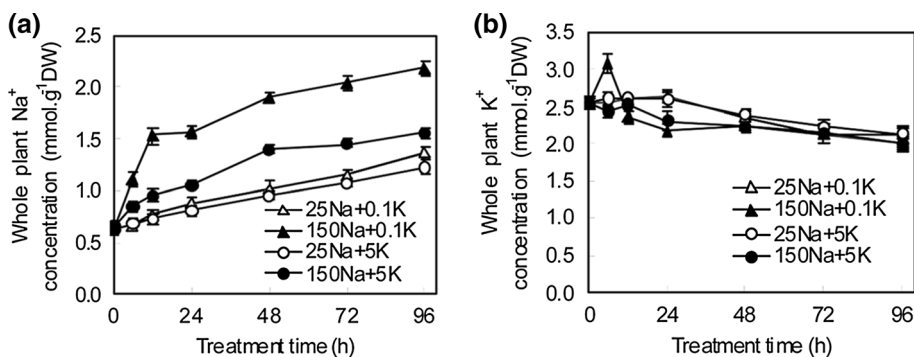 (a)
Whole plant Na+
concentration (mmol.g-1DW)
2.5
2.0
1.5
1.0
0.5
0.0
25Na+0.1K
150Na+0.1K
25Na+5K
150Na+5K
0 24 48 72 96
Treatment time (h)
(b)
Whole plant K+
concentration (mmol.g-1DW)
3.5
3.0
2.5
2.0
1.5
1.0
0.5
0.0
25Na+0.1K
150Na+0.1K
25Na+5K
150Na+5K
0 24 48 72 96
Treatment time (h)